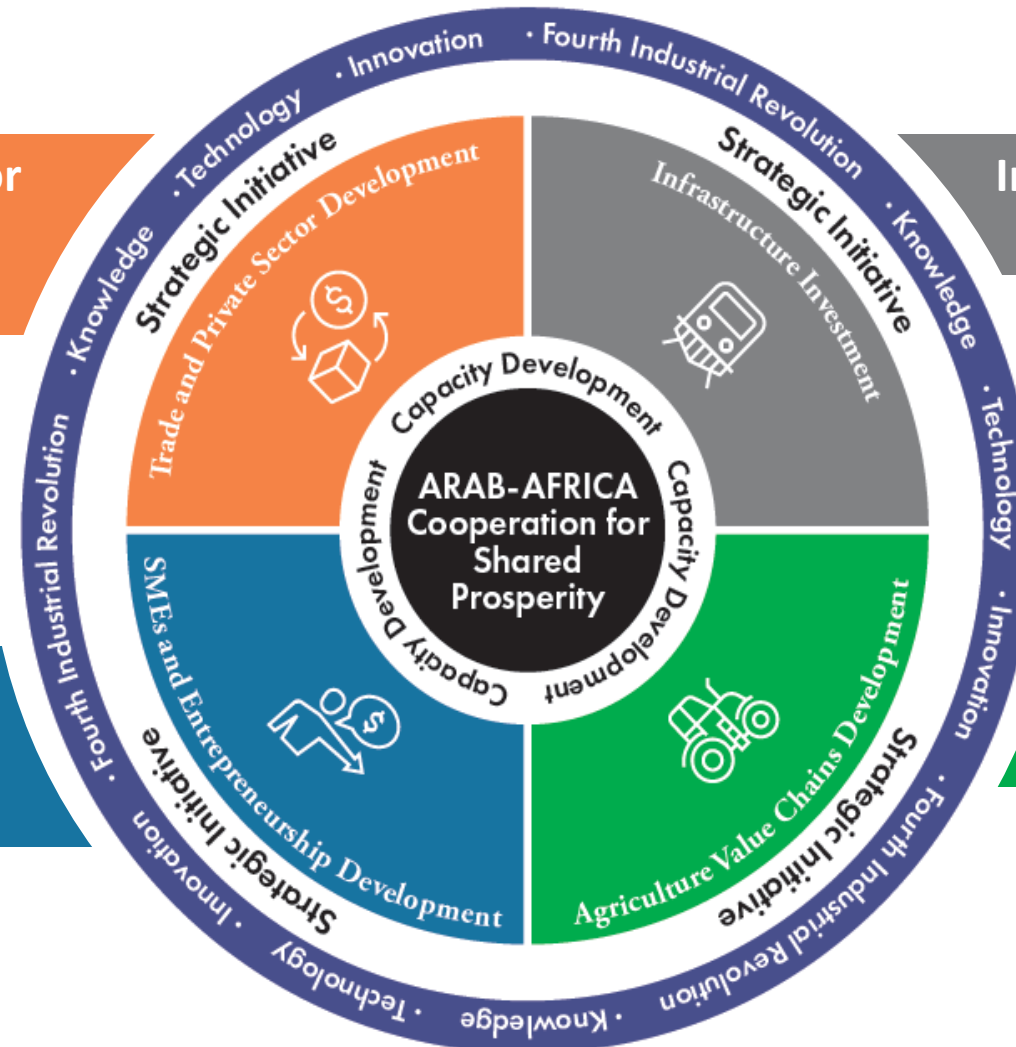 or
In
· Fourth Industrial Revolution · Knowledge · Technology · Innovation
· Fourth Industrial Revolution · Knowledge · Technology · Innovation
· Fourth Industrial Revolution · Knowledge · Technology · Innovation
Strategic Initiative
Trade and Private Sector Development
Strategic Initiative
Infrastructure Investment
Capacity Development
Capacity Development
Capacity Development
ARAB-AFRICA
Cooperation for
Shared
Prosperity
SMEs and Entrepreneurship Development
Strategic Initiative
Agriculture Value Chains Development
Strategic Initiative